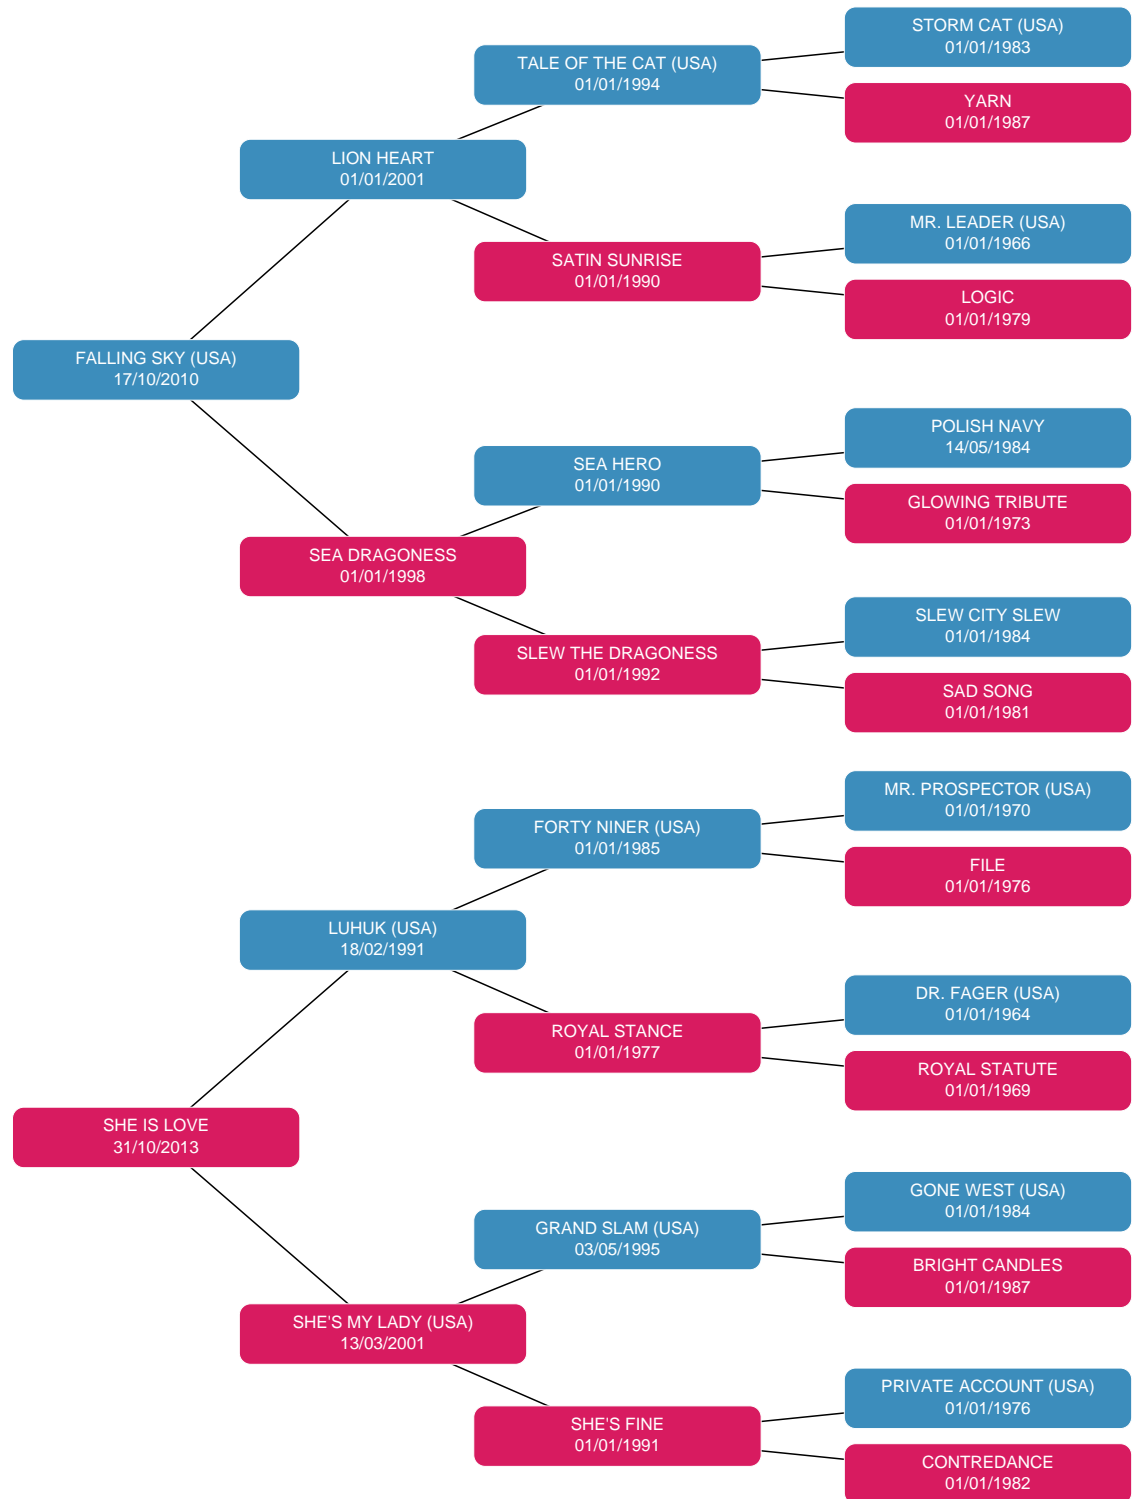 STORM CAT (USA)
01/01/1983
TALE OF THE CAT (USA)
01/01/1994
YARN
01/01/1987
LION HEART
01/01/2001
MR. LEADER (USA)
01/01/1966
SATIN SUNRISE
01/01/1990
LOGIC
01/01/1979
FALLING SKY (USA)
17/10/2010
POLISH NAVY
14/05/1984
SEA HERO
01/01/1990
GLOWING TRIBUTE
01/01/1973
SEA DRAGONESS
01/01/1998
SLEW CITY SLEW
01/01/1984
SLEW THE DRAGONESS
01/01/1992
SAD SONG
01/01/1981
MR. PROSPECTOR (USA)
01/01/1970
FORTY NINER (USA)
01/01/1985
FILE
01/01/1976
LUHUK (USA)
18/02/1991
DR. FAGER (USA)
01/01/1964
ROYAL STANCE
01/01/1977
ROYAL STATUTE
01/01/1969
SHE IS LOVE
31/10/2013
GONE WEST (USA)
01/01/1984
GRAND SLAM (USA)
03/05/1995
BRIGHT CANDLES
01/01/1987
SHE'S MY LADY (USA)
13/03/2001
PRIVATE ACCOUNT (USA)
01/01/1976
SHE'S FINE
01/01/1991
CONTREDANCE
01/01/1982